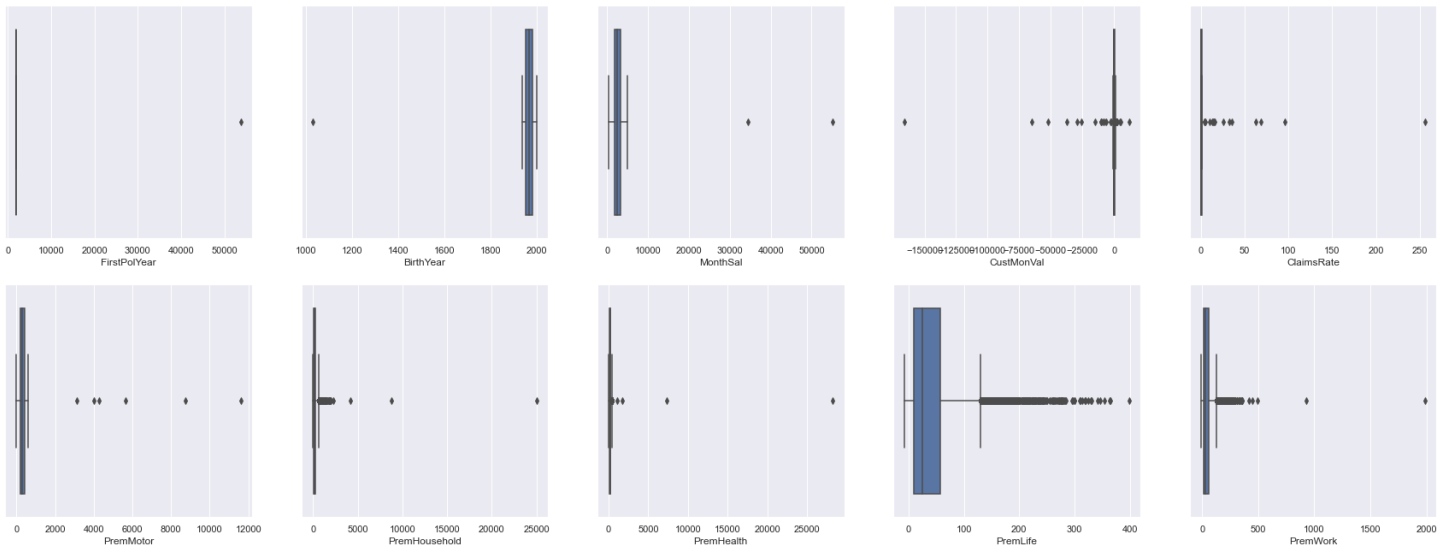 0 10000 20000 30000 40000 50000
FirstPolYear
1000 1200 1400 1600 1800 2000
BirthYear
0 10000 20000 30000 40000 50000
MonthSal
−150000 −125000 −100000 −75000 −50000 −25000 0
CustMonVal
0 50 100 150 200 250
ClaimsRate
0 2000 4000 6000 8000 10000 12000
PremMotor
0 5000 10000 15000 20000 25000
PremHousehold
0 5000 10000 15000 20000 25000
PremHealth
0 100 200 300 400
PremLife
0 500 1000 1500 2000
PremWork